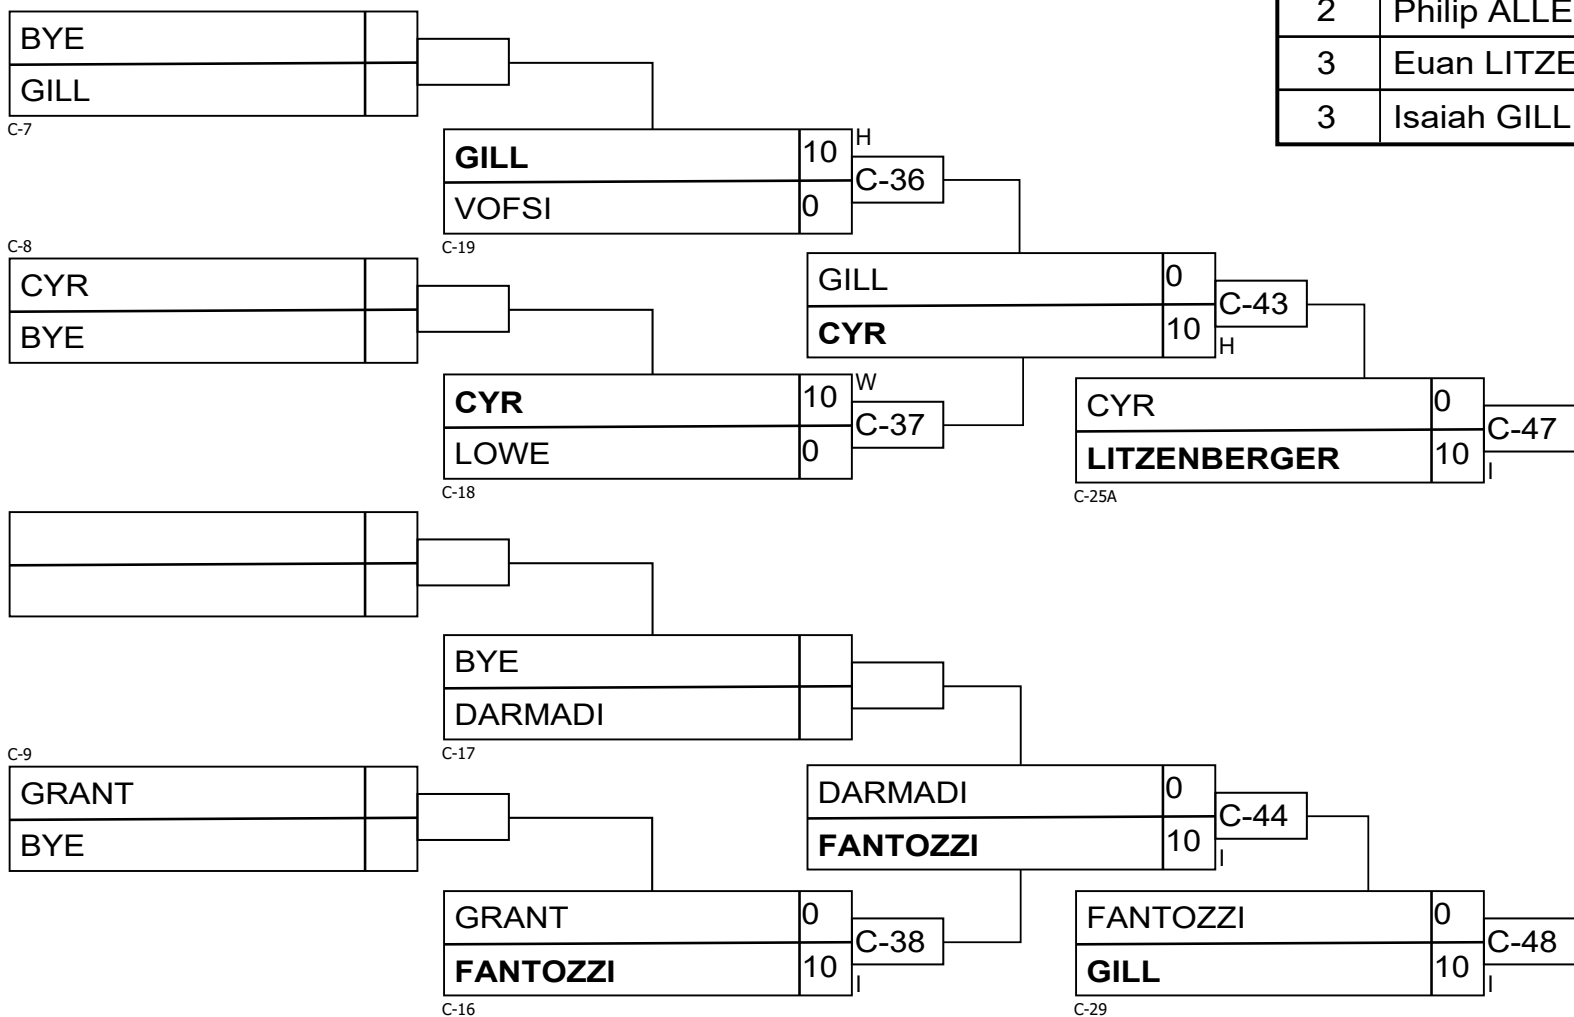 2 Philip ALLE
3 Euan LITZE
3 Isaiah GILL
BYE
GILL
C-7
GILL 10 H
C-36
VOFSI 0
C-19
C-8
CYR
BYE
GILL 0
C-43
CYR 10 H
CYR 10 W
C-37
LOWE 0
C-18
CYR 0
C-47
LITZENBERGER 10 I
C-25A
BYE
DARMADI
C-17
C-9
GRANT
BYE
DARMADI 0
C-44
FANTOZZI 10 I
GRANT 0
C-38
FANTOZZI 10 I
C-16
FANTOZZI 0
C-48
GILL 10 I
C-29